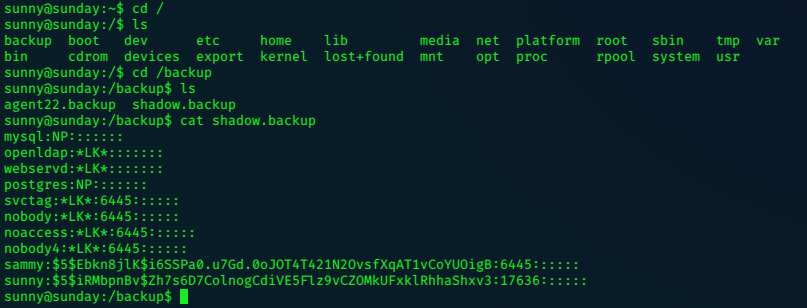 sunny@sunday:~$ cd /
sunny@sunday:/$ ls
backup  boot   dev      etc     home    lib         media  net  platform  root   sbin    tmp  var
bin     cdrom  devices  export  kernel  lost+found  mnt    opt  proc      rpool  system  usr
sunny@sunday:/$ cd /backup
sunny@sunday:/backup$ ls
agent22.backup  shadow.backup
sunny@sunday:/backup$ cat shadow.backup
mysql:NP:::::::
openldap:*LK*:::::::
webservd:*LK*:::::::
postgres:NP:::::::
svctag:*LK*:6445::::::
nobody:*LK*:6445::::::
noaccess:*LK*:6445::::::
nobody4:*LK*:6445::::::
sammy:$5$Ebkn8jlK$i6SSPa0.u7Gd.0oJOT4T421N2OvsfXqAT1vCoYUOigB:6445::::::
sunny:$5$iRMbpnBv$Zh7s6D7ColnogCdiVE5Flz9vCZOMkUFxklRhhaShxv3:17636::::::
sunny@sunday:/backup$